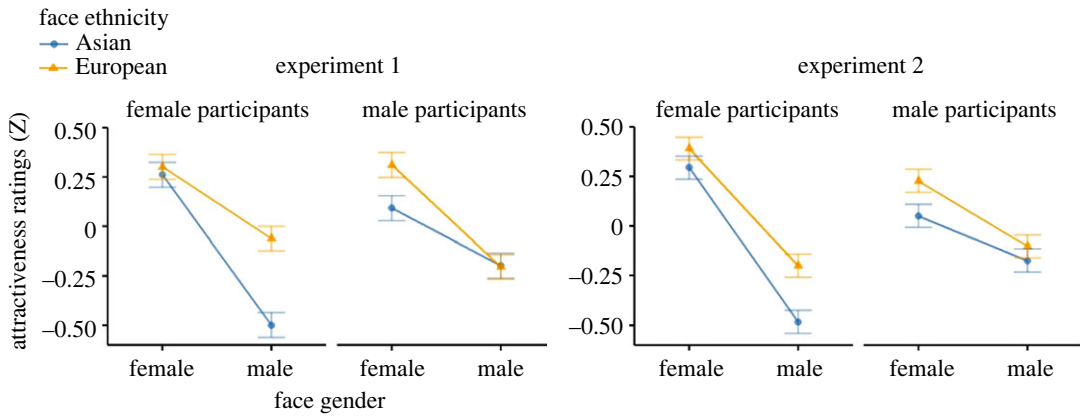 face ethnicity
Asian
European
experiment 1
experiment 2
female participants
male participants
female participants
male participants
attractiveness ratings (Z)
0.50
0.25
0
−0.25
−0.50
0.50
0.25
0
−0.25
−0.50
female
male
female
male
female
male
female
male
face gender